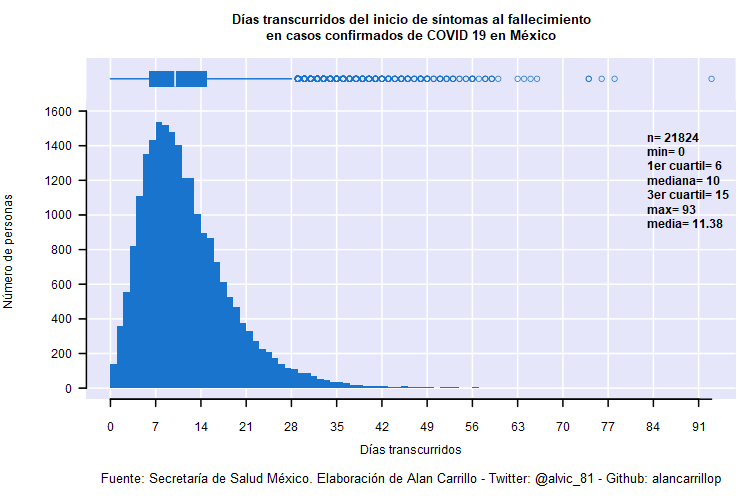 Días transcurridos del inicio de síntomas al fallecimiento
en casos confirmados de COVID 19 en México
1600
1400
1200
1000
800
600
400
200
0
Número de personas
n= 21824
min= 0
1er cuartil= 6
mediana= 10
3er cuartil= 15
max= 93
media= 11.38
0 7 14 21 28 35 42 49 56 63 70 77 84 91
Días transcurridos
Fuente: Secretaría de Salud México. Elaboración de Alan Carrillo - Twitter: @alvic_81 - Github: alancarrillop